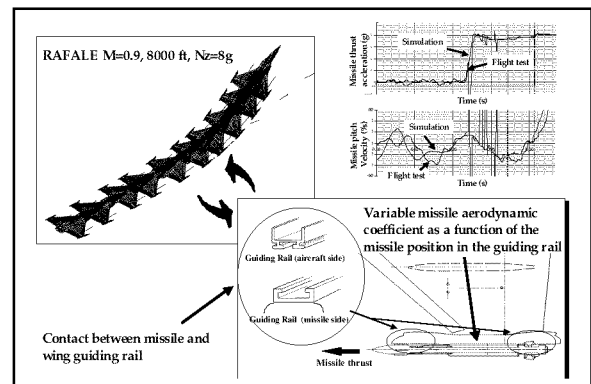 RAFALE M=0.9, 8000 ft, Nz=8g
Missile thrust
accleration (g)
Simulation
Flight test
Time (s)
Missile pitch
Velocity (%)
Simulation
Flight test
Time (s)
Variable missile aerodynamic
coefficient as a function of the
missile position in the guiding rail
Guiding Rail (aircraft side)
Guiding Rail (missile side)
Missile thrust
Contact between missile and
wing guiding rail